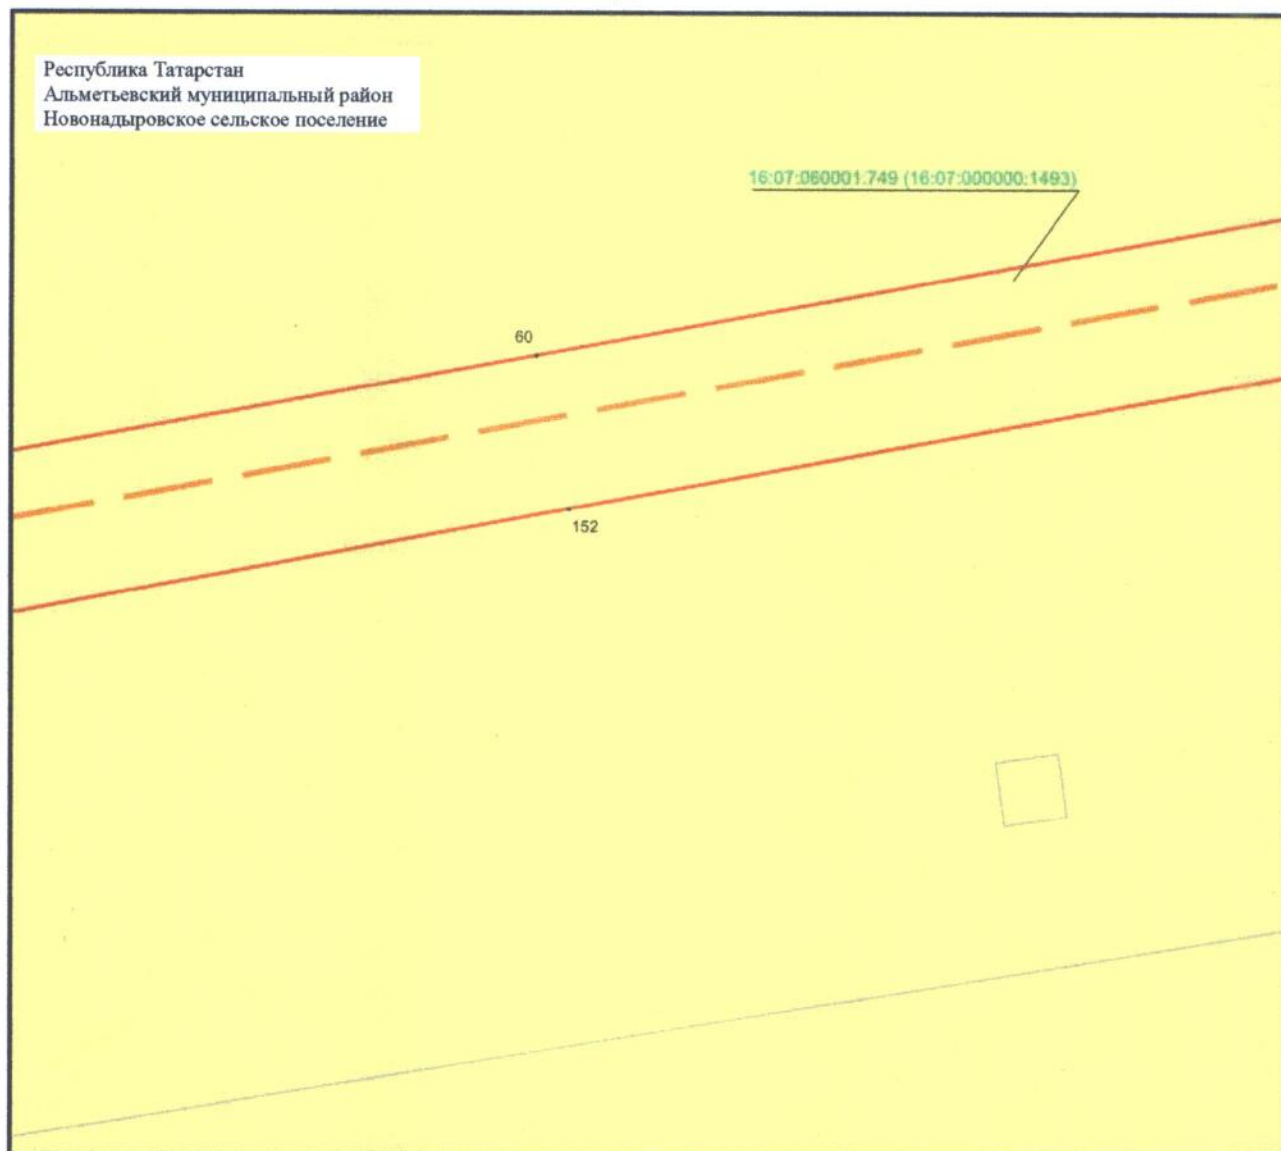 Республика Татарстан
Альметьевский муниципальный район
Новонадыровское сельское поселение
16:07:060001:749 (16:07:000000:1493)
60
152